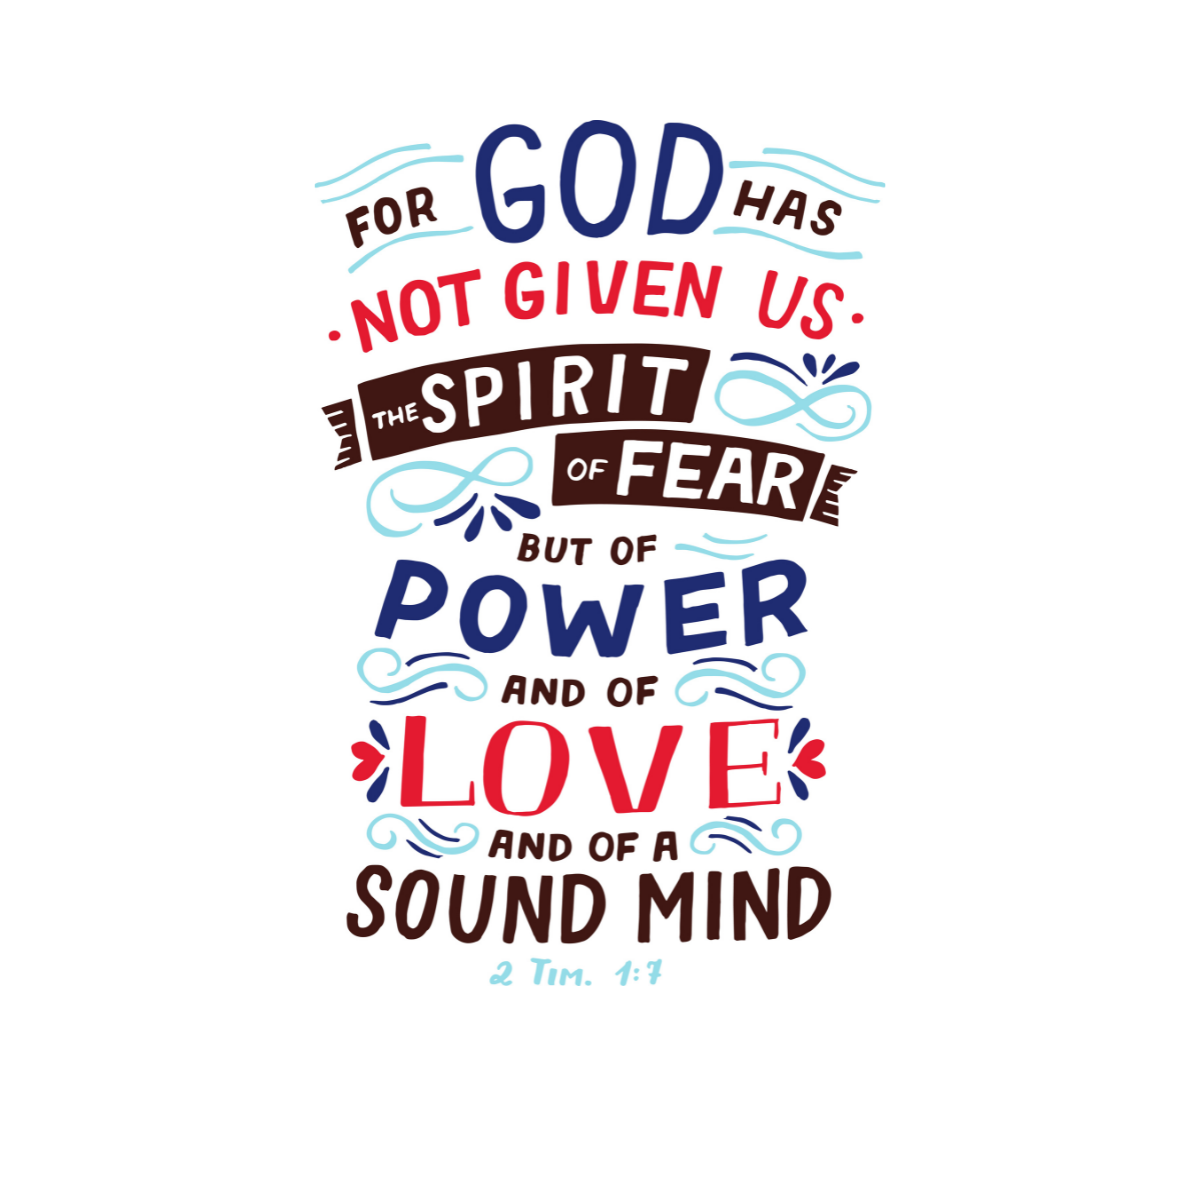 FOR GOD HAS
NOT GIVEN US
THE SPIRIT
OF FEAR
BUT OF
POWER
AND OF
LOVE
AND OF A
SOUND MIND
2 TIM. 1:7